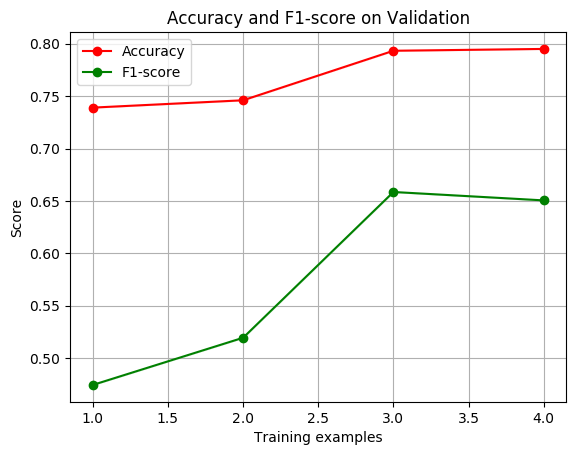 Accuracy and F1-score on Validation
Accuracy
F1-score
0.80
0.75
0.70
0.65
0.60
0.55
0.50
Score
1.0 1.5 2.0 2.5 3.0 3.5 4.0
Training examples